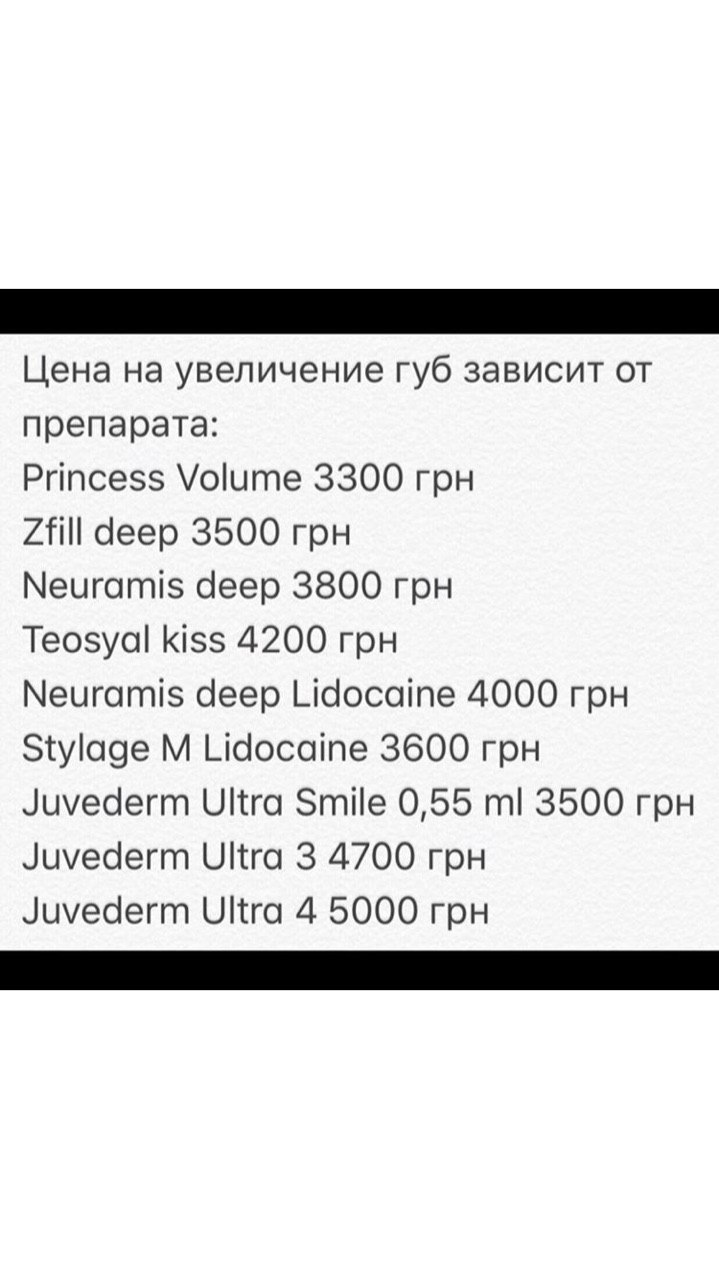 Цена на увеличение губ зависит от
препарата:
Princess Volume 3300 грн
Zfill deep 3500 грн
Neuramis deep 3800 грн
Teosyal kiss 4200 грн
Neuramis deep Lidocaine 4000 грн
Stylage M Lidocaine 3600 грн
Juvederm Ultra Smile 0,55 ml 3500 грн
Juvederm Ultra 3 4700 грн
Juvederm Ultra 4 5000 грн